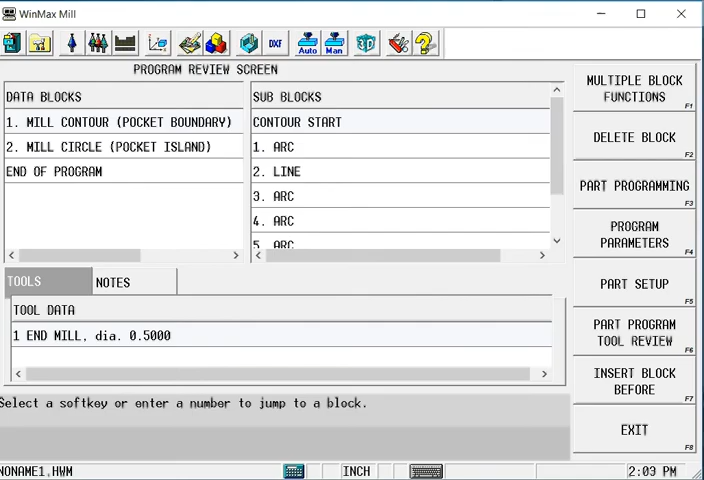 WinMax Mill
DXF
Auto
Man
3D
PROGRAM REVIEW SCREEN
DATA BLOCKS
1. MILL CONTOUR (POCKET BOUNDARY)
2. MILL CIRCLE (POCKET ISLAND)
END OF PROGRAM
SUB BLOCKS
CONTOUR START
1. ARC
2. LINE
3. ARC
4. ARC
5. ARC
MULTIPLE BLOCK
FUNCTIONS
F1
DELETE BLOCK
F2
PART PROGRAMMING
F3
PROGRAM
PARAMETERS
F4
PART SETUP
F5
PART PROGRAM
TOOL REVIEW
F6
INSERT BLOCK
BEFORE
F7
EXIT
F8
TOOLS
NOTES
TOOL DATA
1 END MILL, dia. 0.5000
Select a softkey or enter a number to jump to a block.
NONAME1.HWM
INCH
2:03 PM